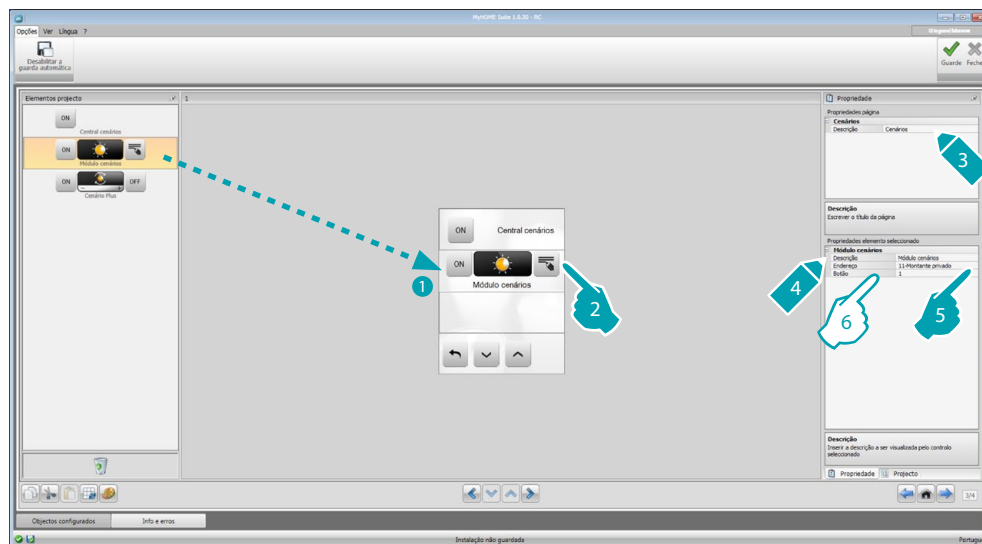 MyHOME Suite 1.0.30 - RC
Opções Ver Língua ?
Desabilitar a
guarda automática
Guarde Feche
Elementos projecto
1
ON
Central cenários
ON
Módulo cenários
ON OFF
Cenário Plus
ON Central cenários
ON
Módulo cenários
1
2
Propriedade
Propriedades página
Cenários
Descrição Cenários
3
Descrição
Escrever o título da página
Propriedades elemento seleccionado
Módulo cenários
Descrição Módulo cenários
Endereço 11-Montante privado
Botão 1
4
5
6
Descrição
Inserir a descrição a ser visualizada pelo controlo
seleccionado
Propriedade Projecto
3/4
Objectos configurados Info e erros
Instalação não guardada